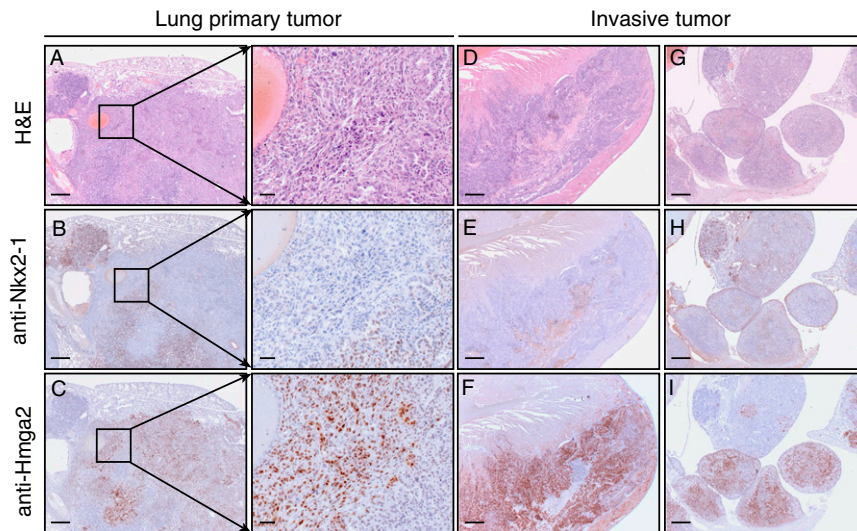 Lung primary tumor
Invasive tumor
H&E
A
D
G
anti-Nkx2-1
B
E
H
anti-Hmga2
C
F
I